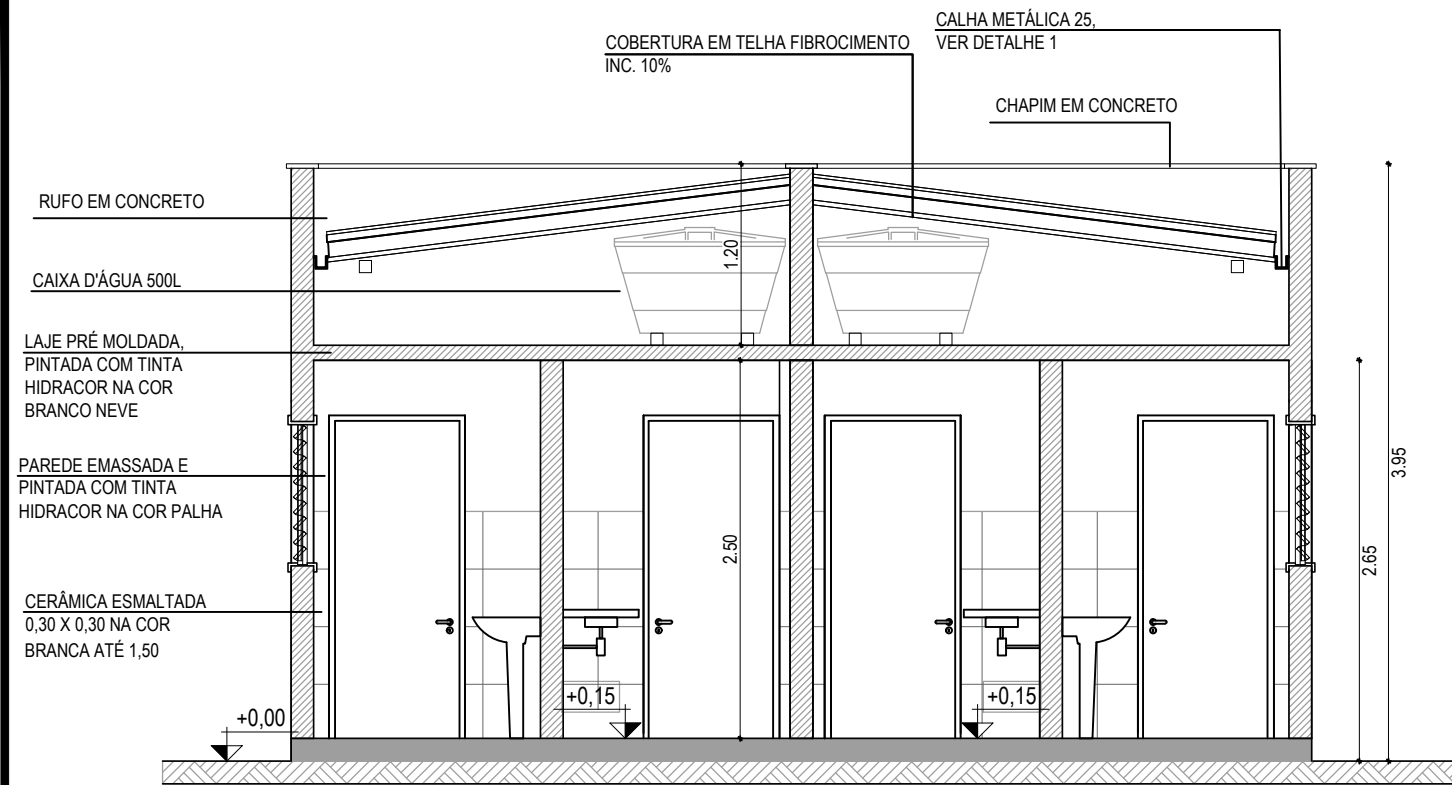 CALHA METÁLICA 25,
VER DETALHE 1
COBERTURA EM TELHA FIBROCIMENTO
INC. 10%
CHAPIM EM CONCRETO
RUFO EM CONCRETO
CAIXA D'ÁGUA 500L
LAJE PRÉ MOLDADA,
PINTADA COM TINTA
HIDRACOR NA COR
BRANCO NEVE
PAREDE EMASSADA E
PINTADA COM TINTA
HIDRACOR NA COR PALHA
CERÂMICA ESMALTADA
0,30 X 0,30 NA COR
BRANCA ATÉ 1,50
1.20
2.50
2.65
3.95
+0,00
+0,15
+0,15